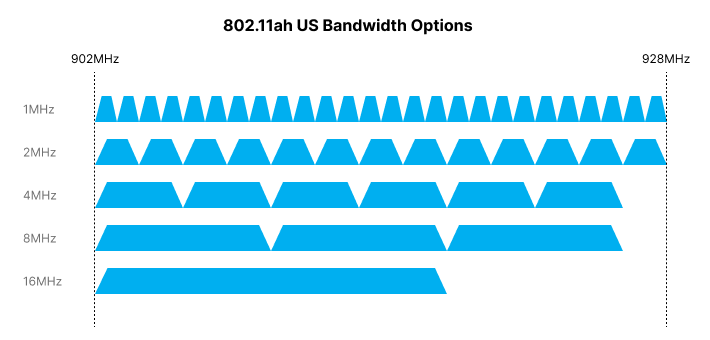 802.11ah US Bandwidth Options
902MHz
928MHz
1MHz
2MHz
4MHz
8MHz
16MHz